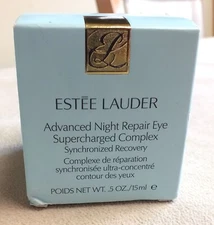 ESTĒE LAUDER
Advanced Night Repair Eye
Supercharged Complex
Synchronized Recovery
Complexe de réparation
synchronisée ultra-concentré
contour des yeux
POIDS NET WT. .5 OZ./15ml ℮